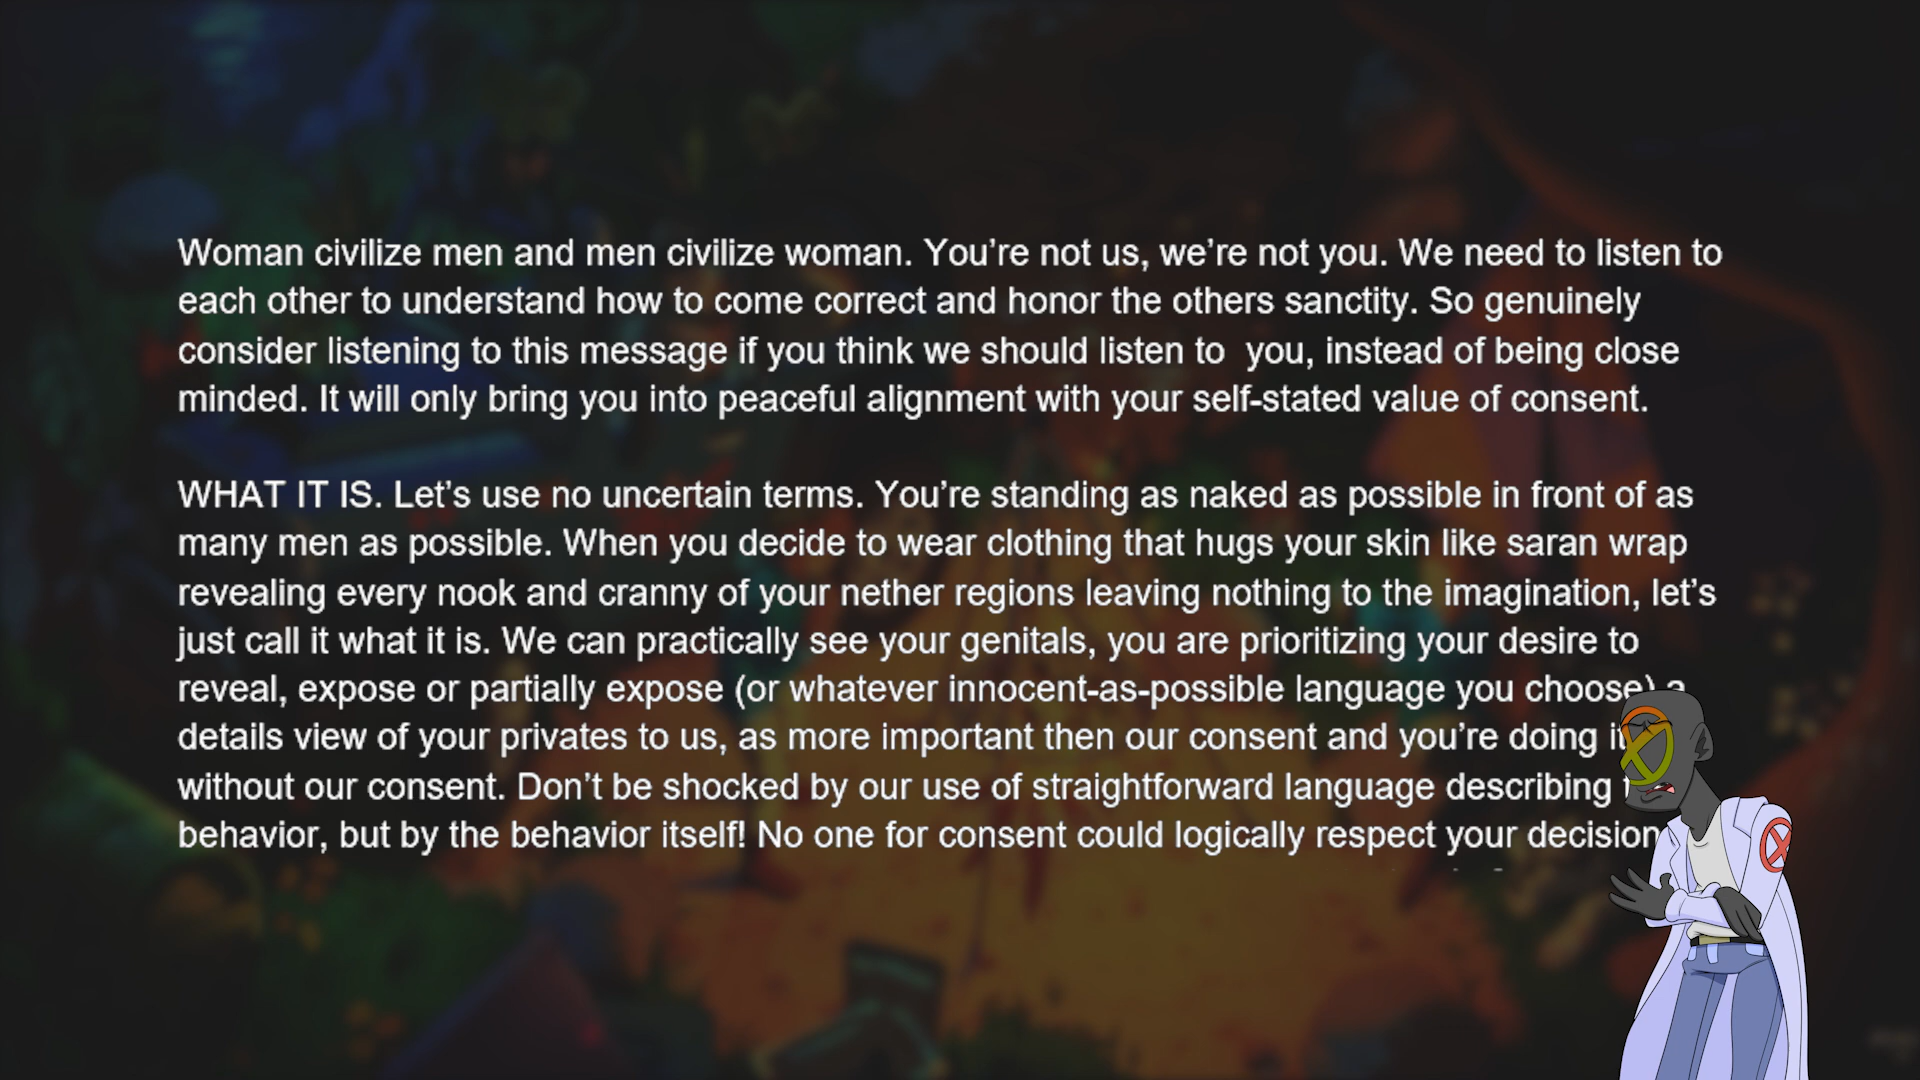 Woman civilize men and men civilize woman. You’re not us, we’re not you. We need to listen to
each other to understand how to come correct and honor the others sanctity. So genuinely
consider listening to this message if you think we should listen to  you, instead of being close
minded. It will only bring you into peaceful alignment with your self-stated value of consent.
WHAT IT IS. Let’s use no uncertain terms. You’re standing as naked as possible in front of as
many men as possible. When you decide to wear clothing that hugs your skin like saran wrap
revealing every nook and cranny of your nether regions leaving nothing to the imagination, let’s
just call it what it is. We can practically see your genitals, you are prioritizing your desire to
reveal, expose or partially expose (or whatever innocent-as-possible language you choose) a
details view of your privates to us, as more important then our consent and you’re doing it
without our consent. Don’t be shocked by our use of straightforward language describing
behavior, but by the behavior itself! No one for consent could logically respect your decision